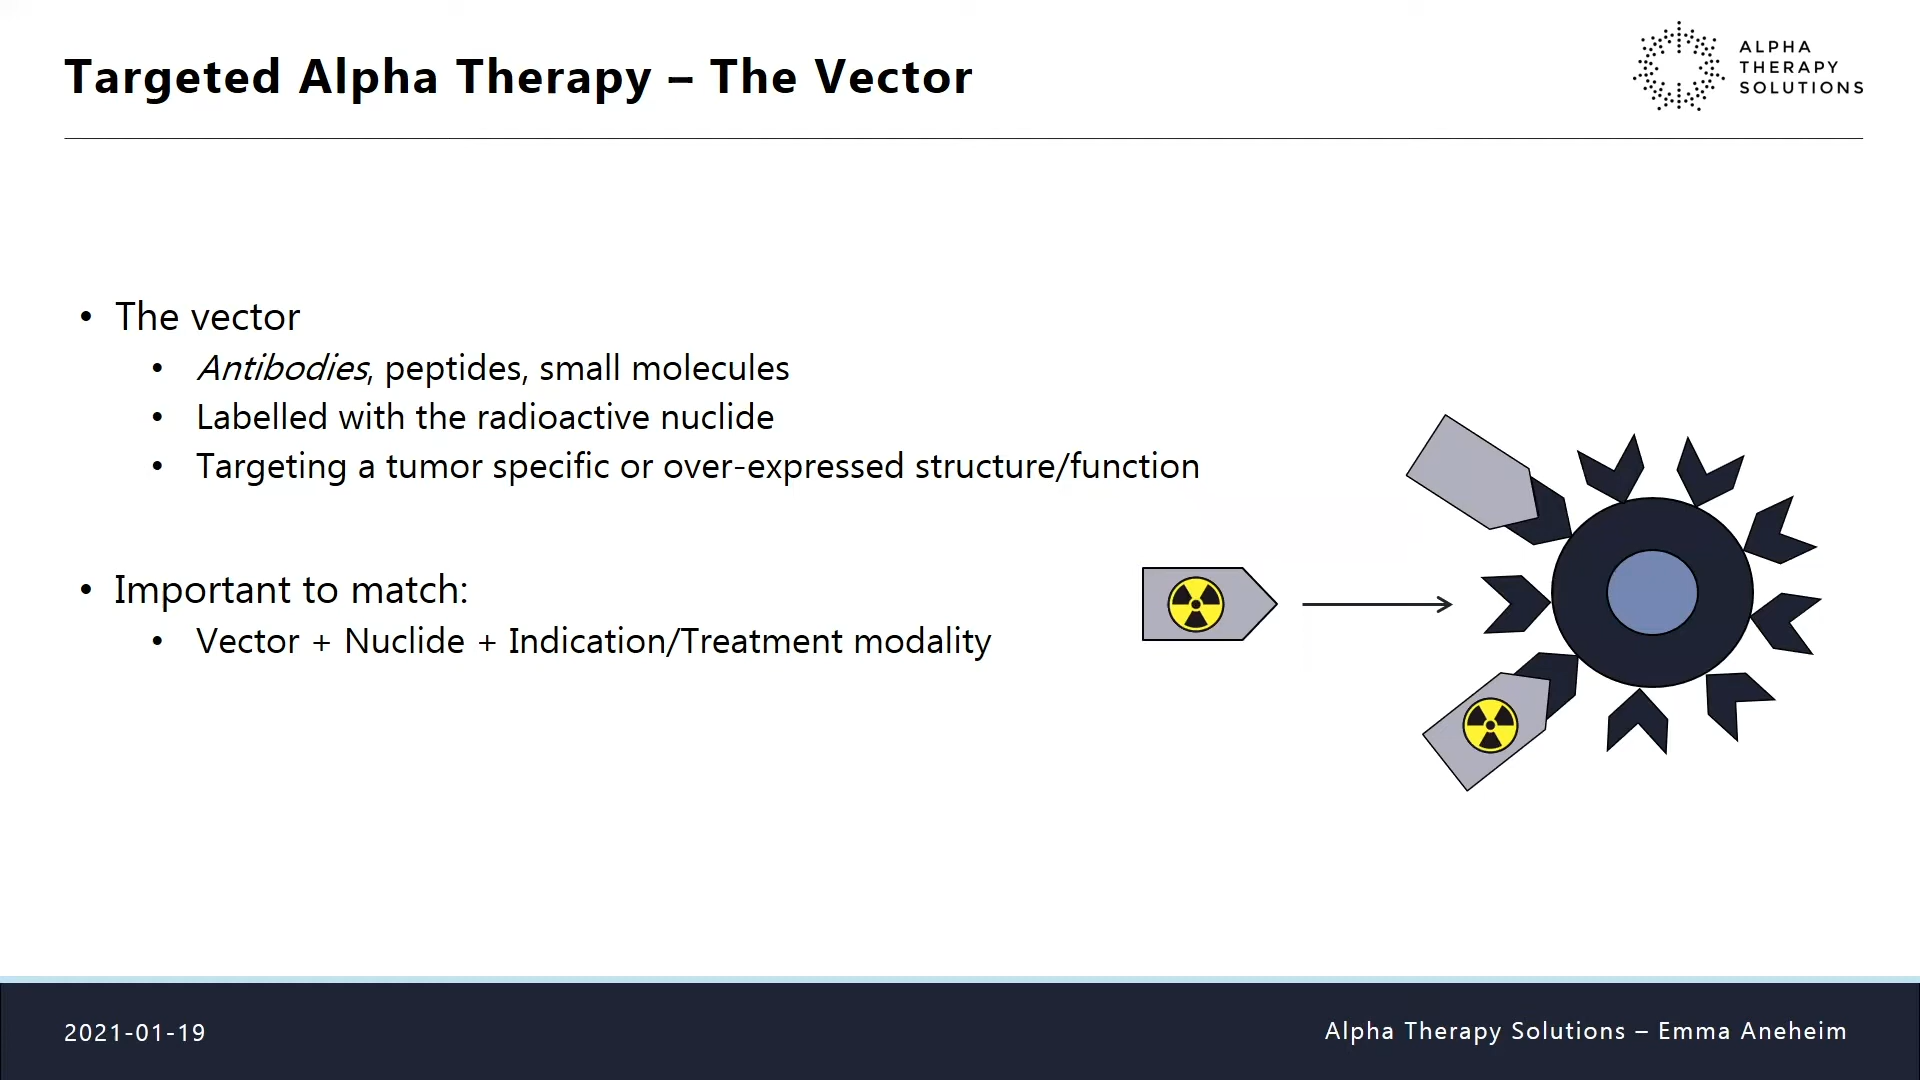 Targeted Alpha Therapy – The Vector
ALPHA
THERAPY
SOLUTIONS
• The vector
• Antibodies, peptides, small molecules
• Labelled with the radioactive nuclide
• Targeting a tumor specific or over-expressed structure/function
• Important to match:
• Vector + Nuclide + Indication/Treatment modality
2021-01-19
Alpha Therapy Solutions – Emma Aneheim